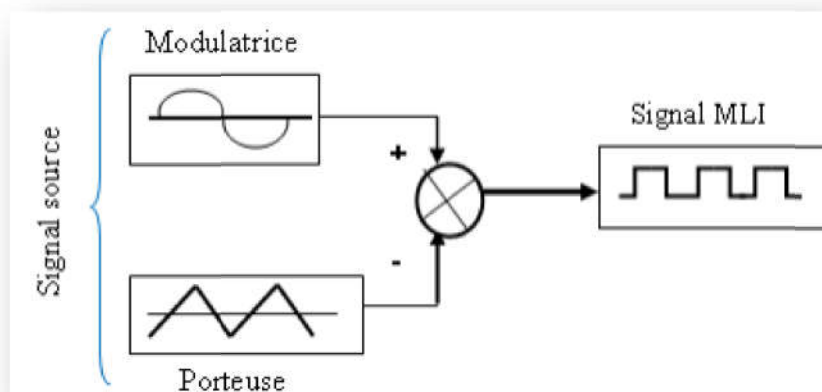 Modulatrice
Signal source
+
-
Porteuse
Signal MLI